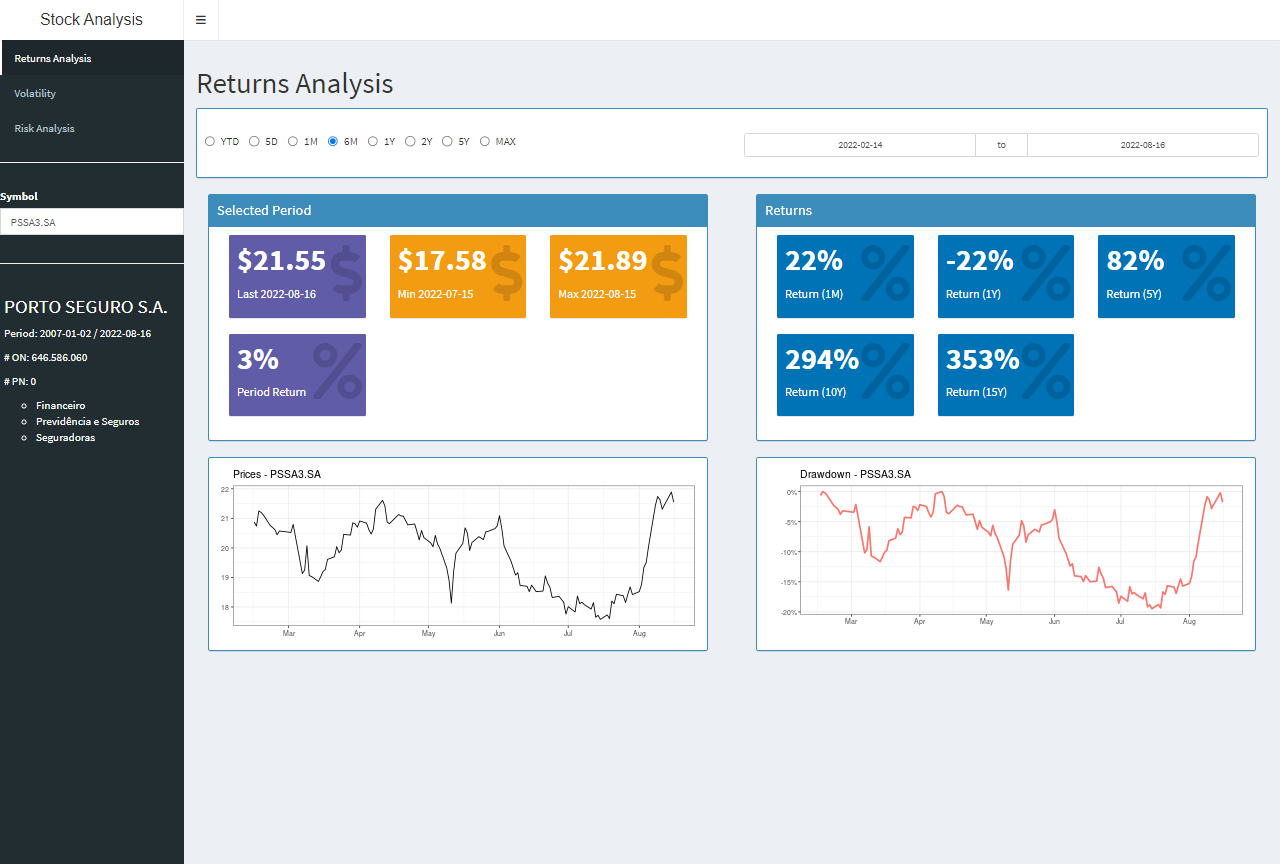 Stock Analysis
Returns Analysis
Volatility
Risk Analysis
Symbol
PSSA3.SA
PORTO SEGURO S.A.
Period: 2007-01-02 / 2022-08-16
# ON: 646.586.060
# PN: 0
Financeiro
Previdência e Seguros
Seguradoras
Returns Analysis
YTD 5D 1M 6M 1Y 2Y 5Y MAX
2022-02-14 to 2022-08-16
Selected Period
$21.55 $17.58 $21.89
Last 2022-08-16 Min 2022-07-15 Max 2022-08-15
3%
Period Return
Returns
22% -22% 82%
Return (1M) Return (1Y) Return (5Y)
294% 353%
Return (10Y) Return (15Y)
Prices - PSSA3.SA
22
21
20
19
18
Mar Apr May Jun Jul Aug
Drawdown - PSSA3.SA
0%
-5%
-10%
-15%
-20%
Mar Apr May Jun Jul Aug